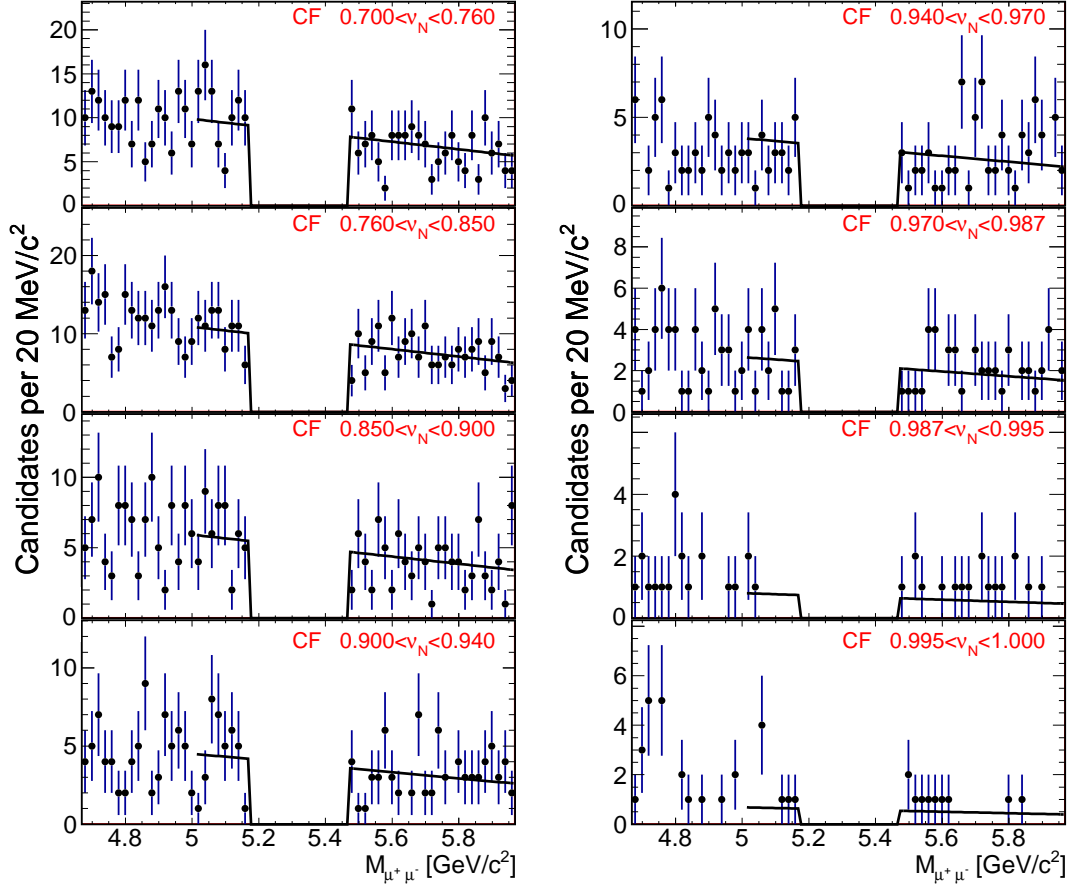 CF 0.700<ν_N<0.760
20
15
10
5
0
CF 0.760<ν_N<0.850
20
10
0
CF 0.850<ν_N<0.900
10
5
0
CF 0.900<ν_N<0.940
10
5
0
4.8 5 5.2 5.4 5.6 5.8
Candidates per 20 MeV/c²
M_μ⁺ μ⁻ [GeV/c²]
CF 0.940<ν_N<0.970
10
5
0
CF 0.970<ν_N<0.987
8
6
4
2
0
CF 0.987<ν_N<0.995
6
4
2
0
CF 0.995<ν_N<1.000
6
4
2
0
4.8 5 5.2 5.4 5.6 5.8
Candidates per 20 MeV/c²
M_μ⁺ μ⁻ [GeV/c²]